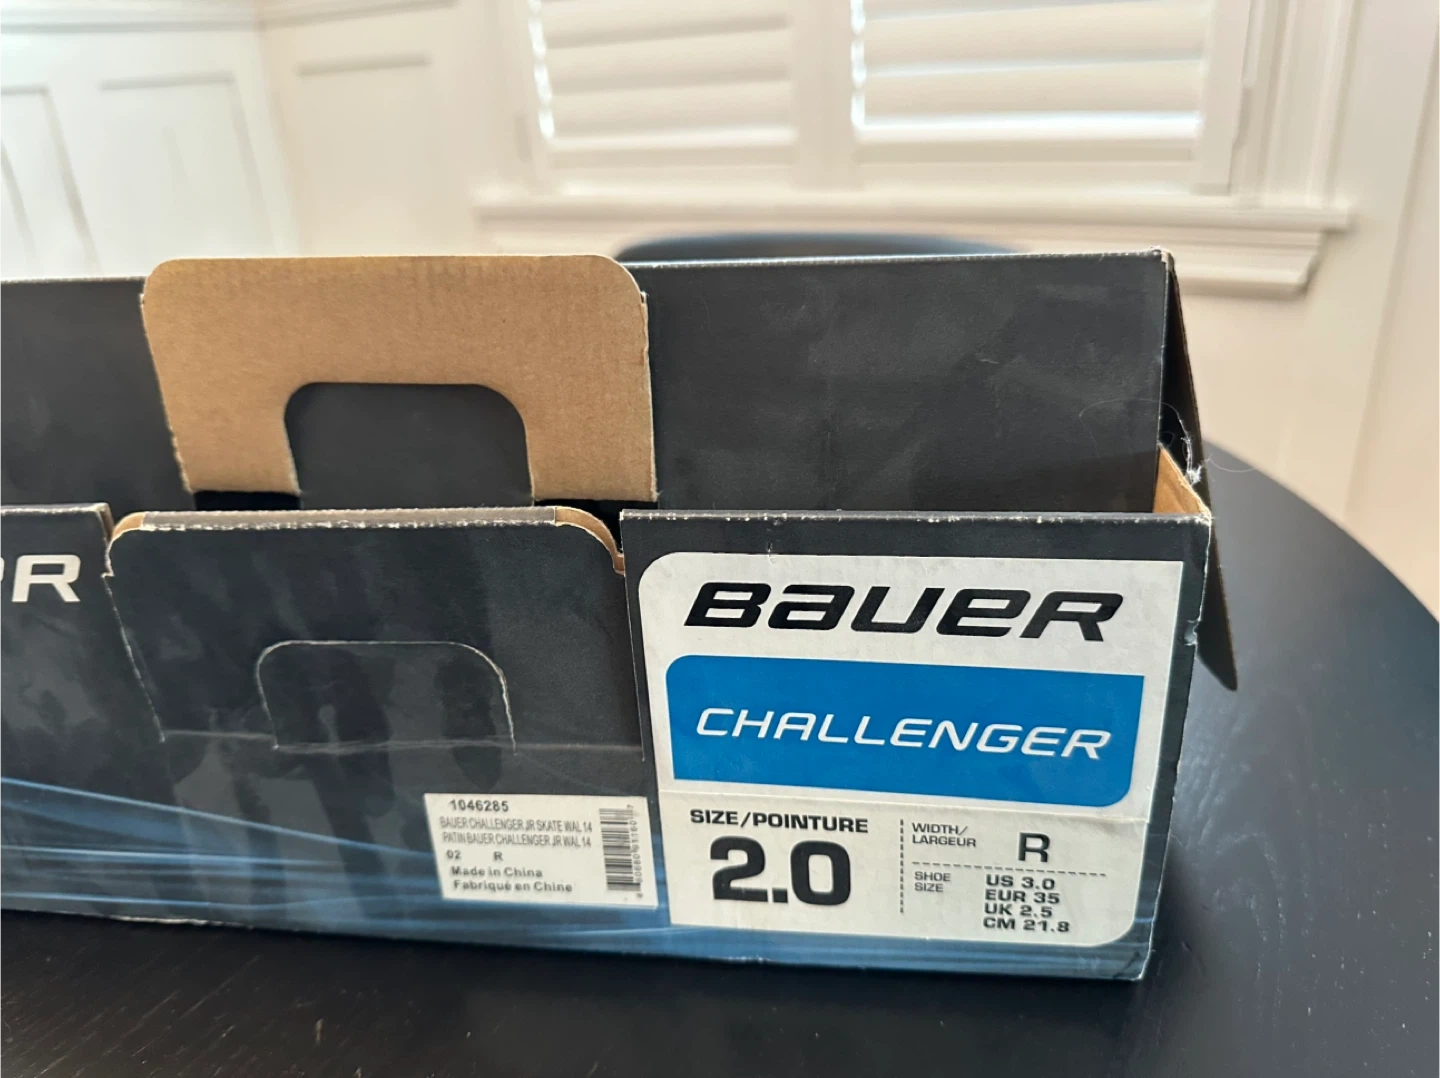 BAUER
CHALLENGER
SIZE/POINTURE
2.0
WIDTH/
LARGEUR
R
SHOE
SIZE
US 3.0
EUR 35
UK 2.5
CM 21.8
1046285
BAUER CHALLENGER JR SKATE WAL 14
PATIN BAUER CHALLENGER JR WAL 14
02 R
Made in China
Fabriqué en Chine
R